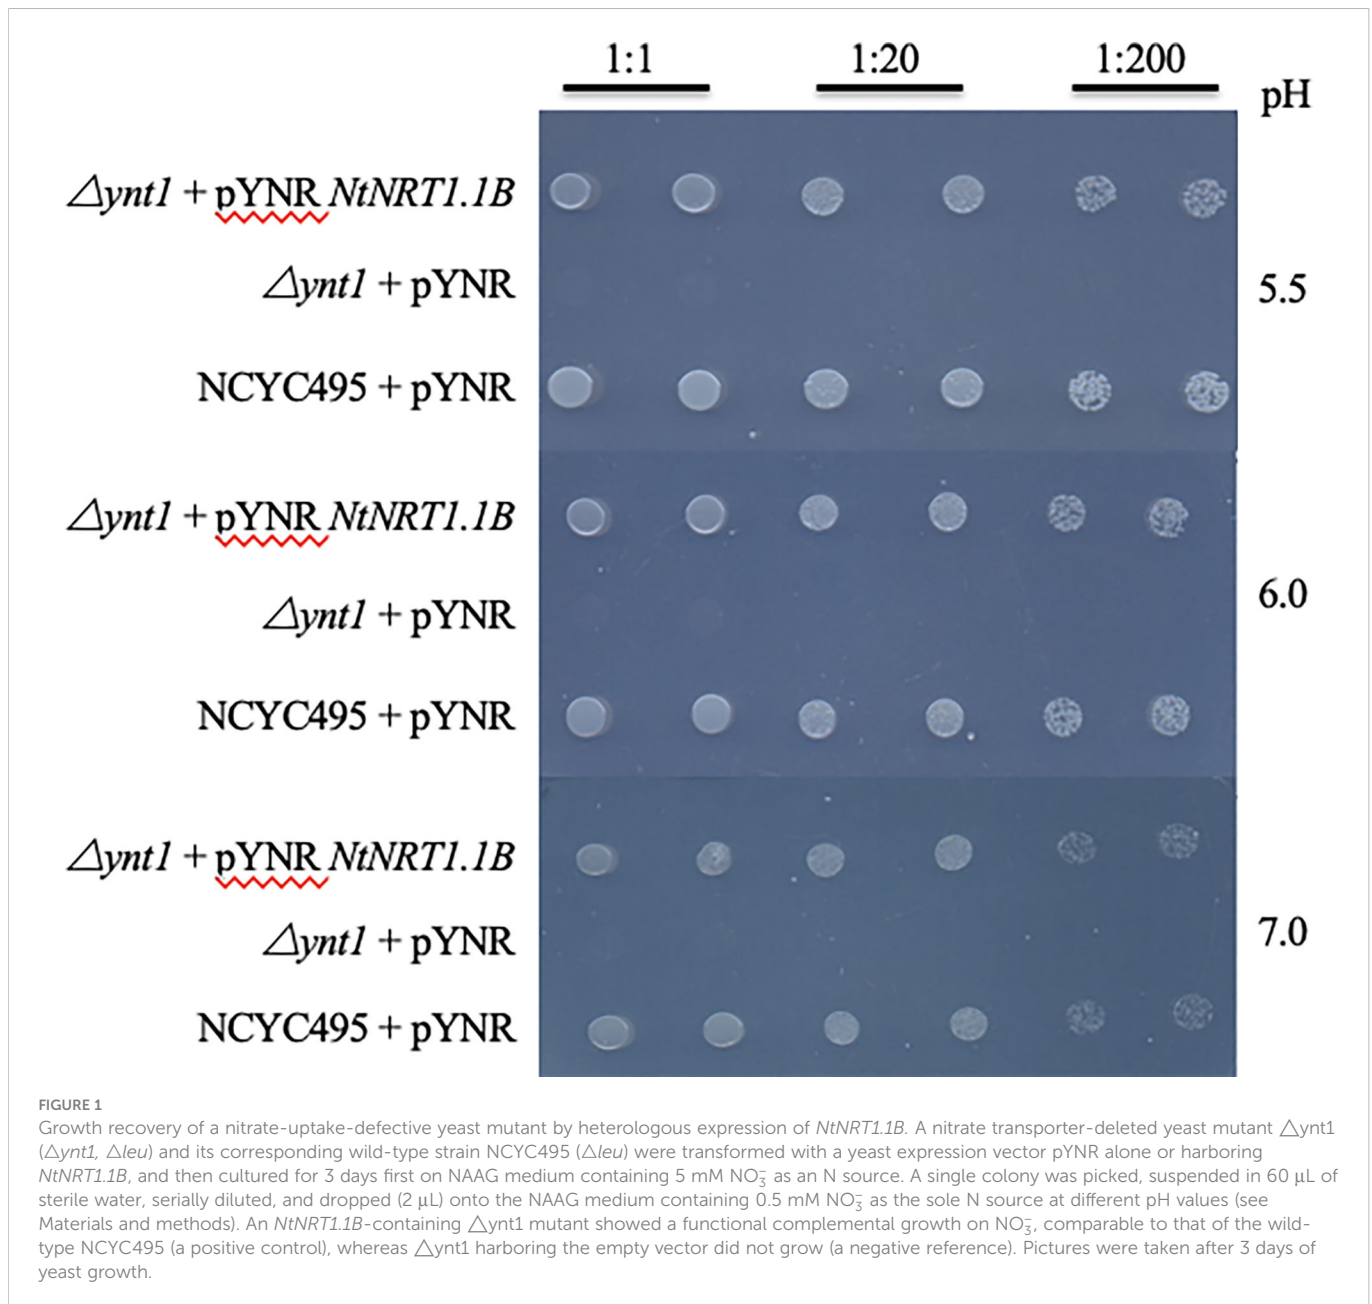 1:1 1:20 1:200
pH
△ynt1 + pYNR NtNRT1.1B
△ynt1 + pYNR
5.5
NCYC495 + pYNR
△ynt1 + pYNR NtNRT1.1B
△ynt1 + pYNR
6.0
NCYC495 + pYNR
△ynt1 + pYNR NtNRT1.1B
△ynt1 + pYNR
7.0
NCYC495 + pYNR
FIGURE 1
Growth recovery of a nitrate-uptake-defective yeast mutant by heterologous expression of NtNRT1.1B. A nitrate transporter-deleted yeast mutant △ynt1
(△ynt1, △leu) and its corresponding wild-type strain NCYC495 (△leu) were transformed with a yeast expression vector pYNR alone or harboring
NtNRT1.1B, and then cultured for 3 days first on NAAG medium containing 5 mM NO₃⁻ as an N source. A single colony was picked, suspended in 60 μL of
sterile water, serially diluted, and dropped (2 μL) onto the NAAG medium containing 0.5 mM NO₃⁻ as the sole N source at different pH values (see
Materials and methods). An NtNRT1.1B-containing △ynt1 mutant showed a functional complemental growth on NO₃⁻, comparable to that of the wild-
type NCYC495 (a positive control), whereas △ynt1 harboring the empty vector did not grow (a negative reference). Pictures were taken after 3 days of
yeast growth.